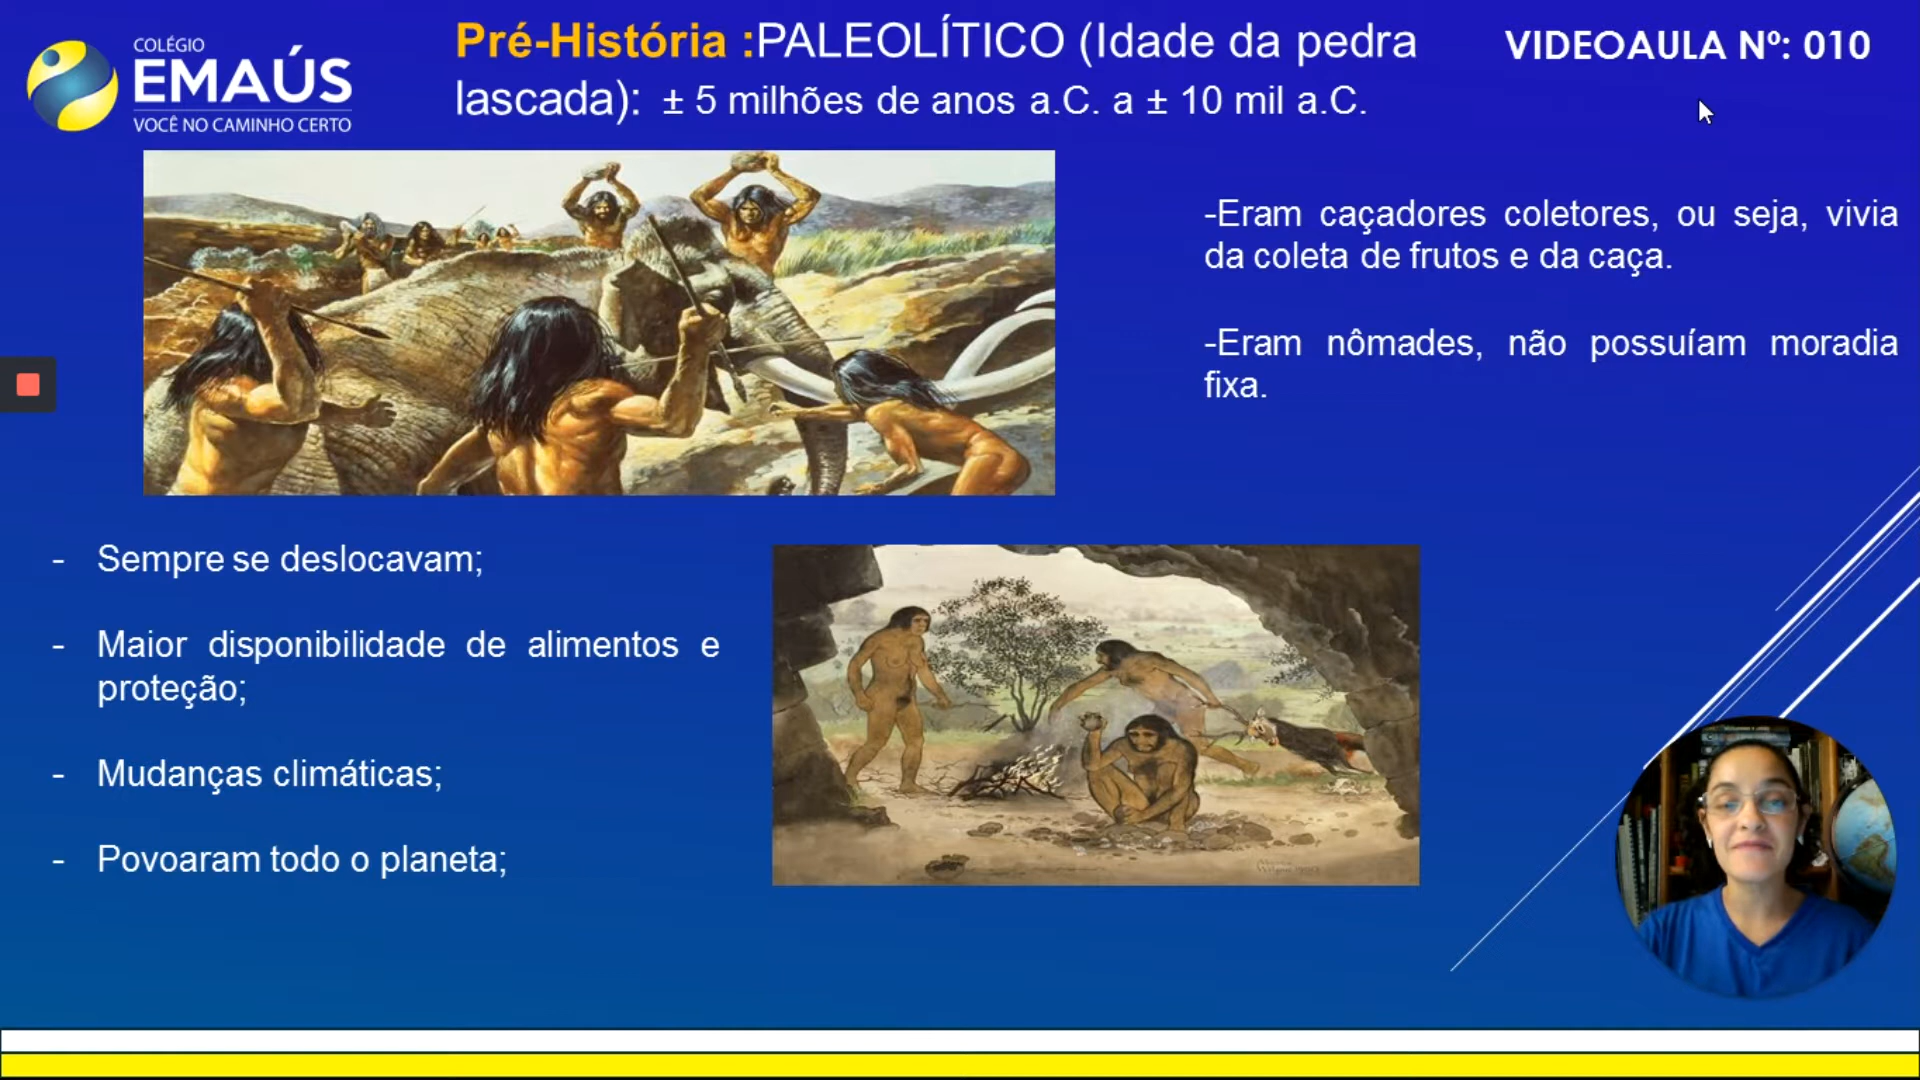 COLÉGIO
EMAÚS
VOCÊ NO CAMINHO CERTO
Pré-História :PALEOLÍTICO (Idade da pedra
lascada): ± 5 milhões de anos a.C. a ± 10 mil a.C.
VIDEOAULA Nº: 010
-Eram caçadores coletores, ou seja, vivia
da coleta de frutos e da caça.
-Eram nômades, não possuíam moradia
fixa.
- Sempre se deslocavam;
- Maior disponibilidade de alimentos e
proteção;
- Mudanças climáticas;
- Povoaram todo o planeta;